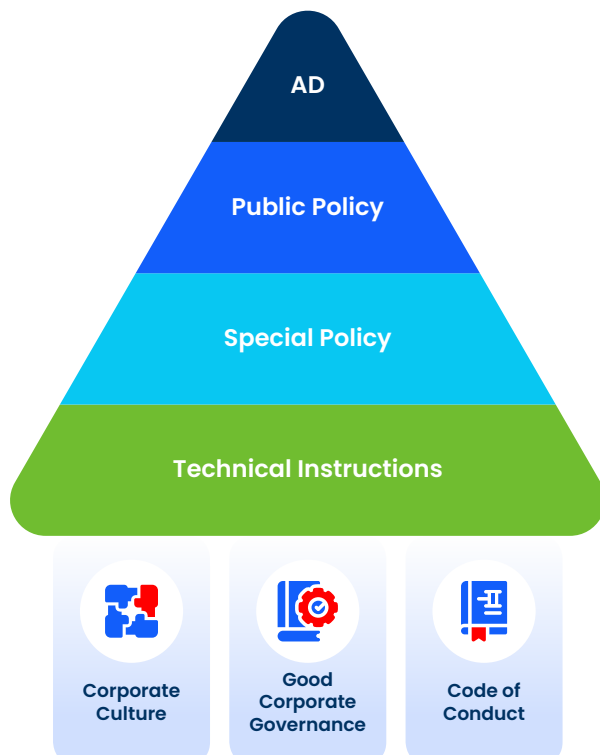 AD
Public Policy
Special Policy
Technical Instructions
Corporate
Culture
Good
Corporate
Governance
Code of
Conduct